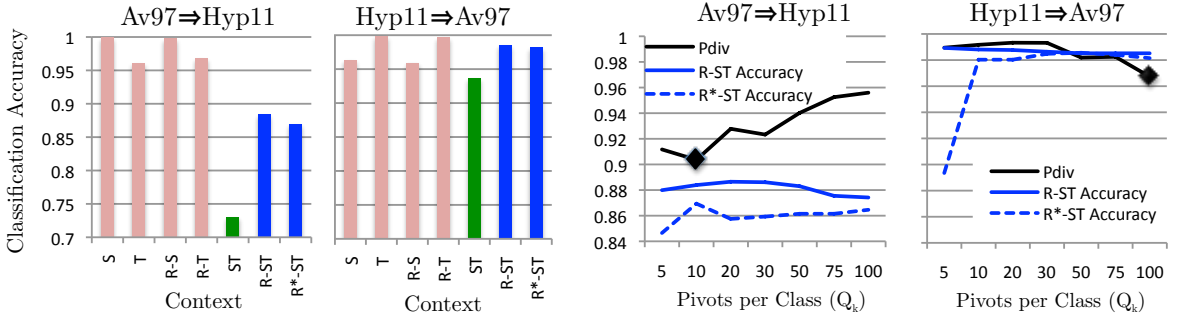 Av97⇒Hyp11
Classification Accuracy
1
0.95
0.9
0.85
0.8
0.75
0.7
S
T
R-S
R-T
ST
R-ST
R*-ST
Context
Hyp11⇒Av97
S
T
R-S
R-T
ST
R-ST
R*-ST
Context
Av97⇒Hyp11
1
0.98
0.96
0.94
0.92
0.9
0.88
0.86
0.84
Pdiv
R-ST Accuracy
R*-ST Accuracy
5 10 20 30 50 75 100
Pivots per Class (Qk)
Hyp11⇒Av97
Pdiv
R-ST Accuracy
R*-ST Accuracy
5 10 20 30 50 75 100
Pivots per Class (Qk)